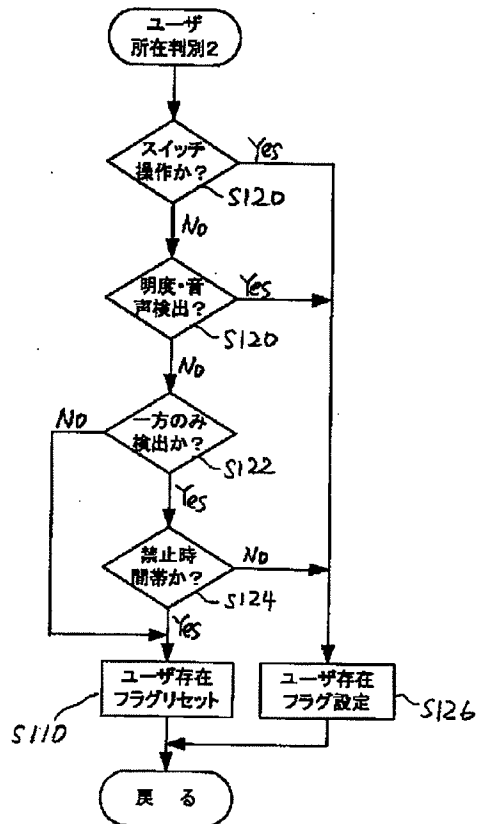 ユーザ
所在判別2
スイッチ
操作か?
Yes
S120
No
明度・音
声検出?
Yes
S120
No
一方のみ
検出か?
No
S122
Yes
禁止時
間帯か?
No
S124
Yes
ユーザ存在
フラグリセット
S110
ユーザ存在
フラグ設定
S126
戻る